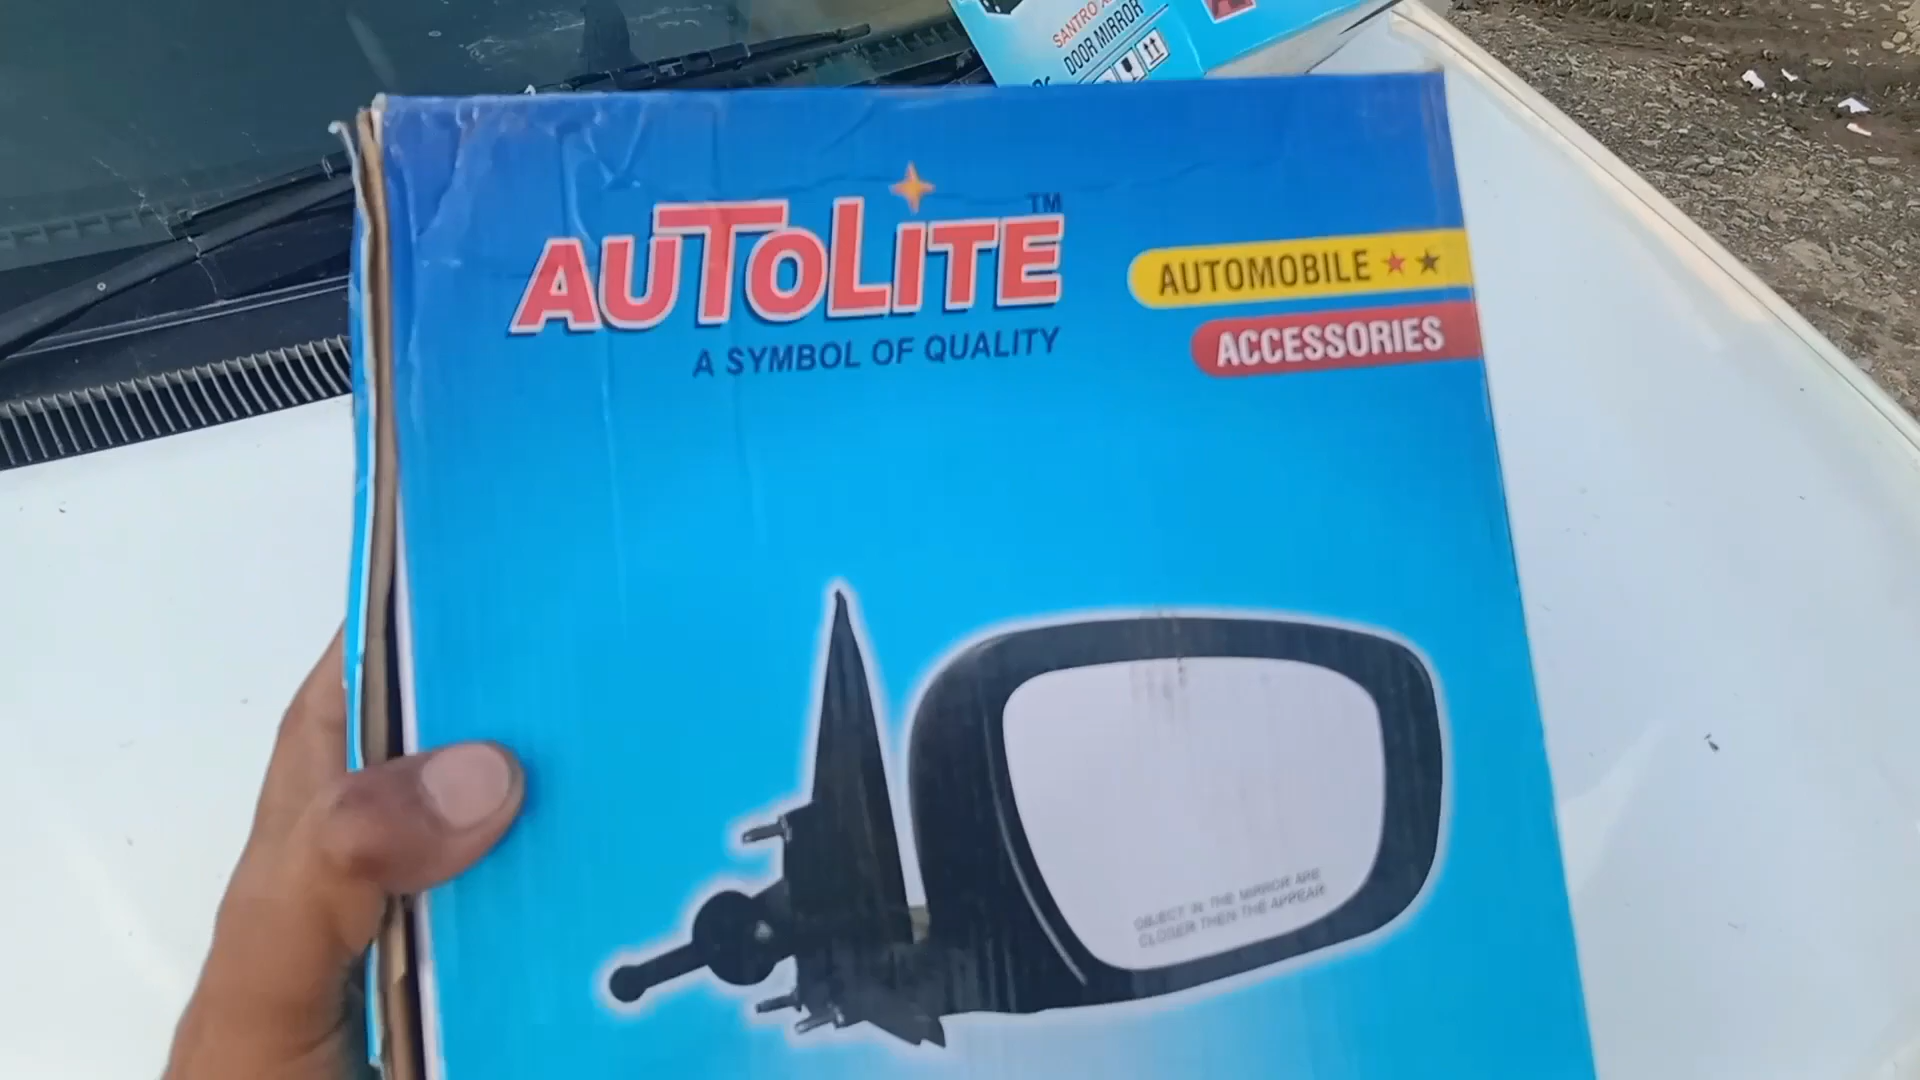 SANTRO
DOOR MIRROR
AUTOLITE™
A SYMBOL OF QUALITY
AUTOMOBILE
ACCESSORIES
OBJECT IN THE MIRROR ARE
CLOSER THEN THE APPEAR